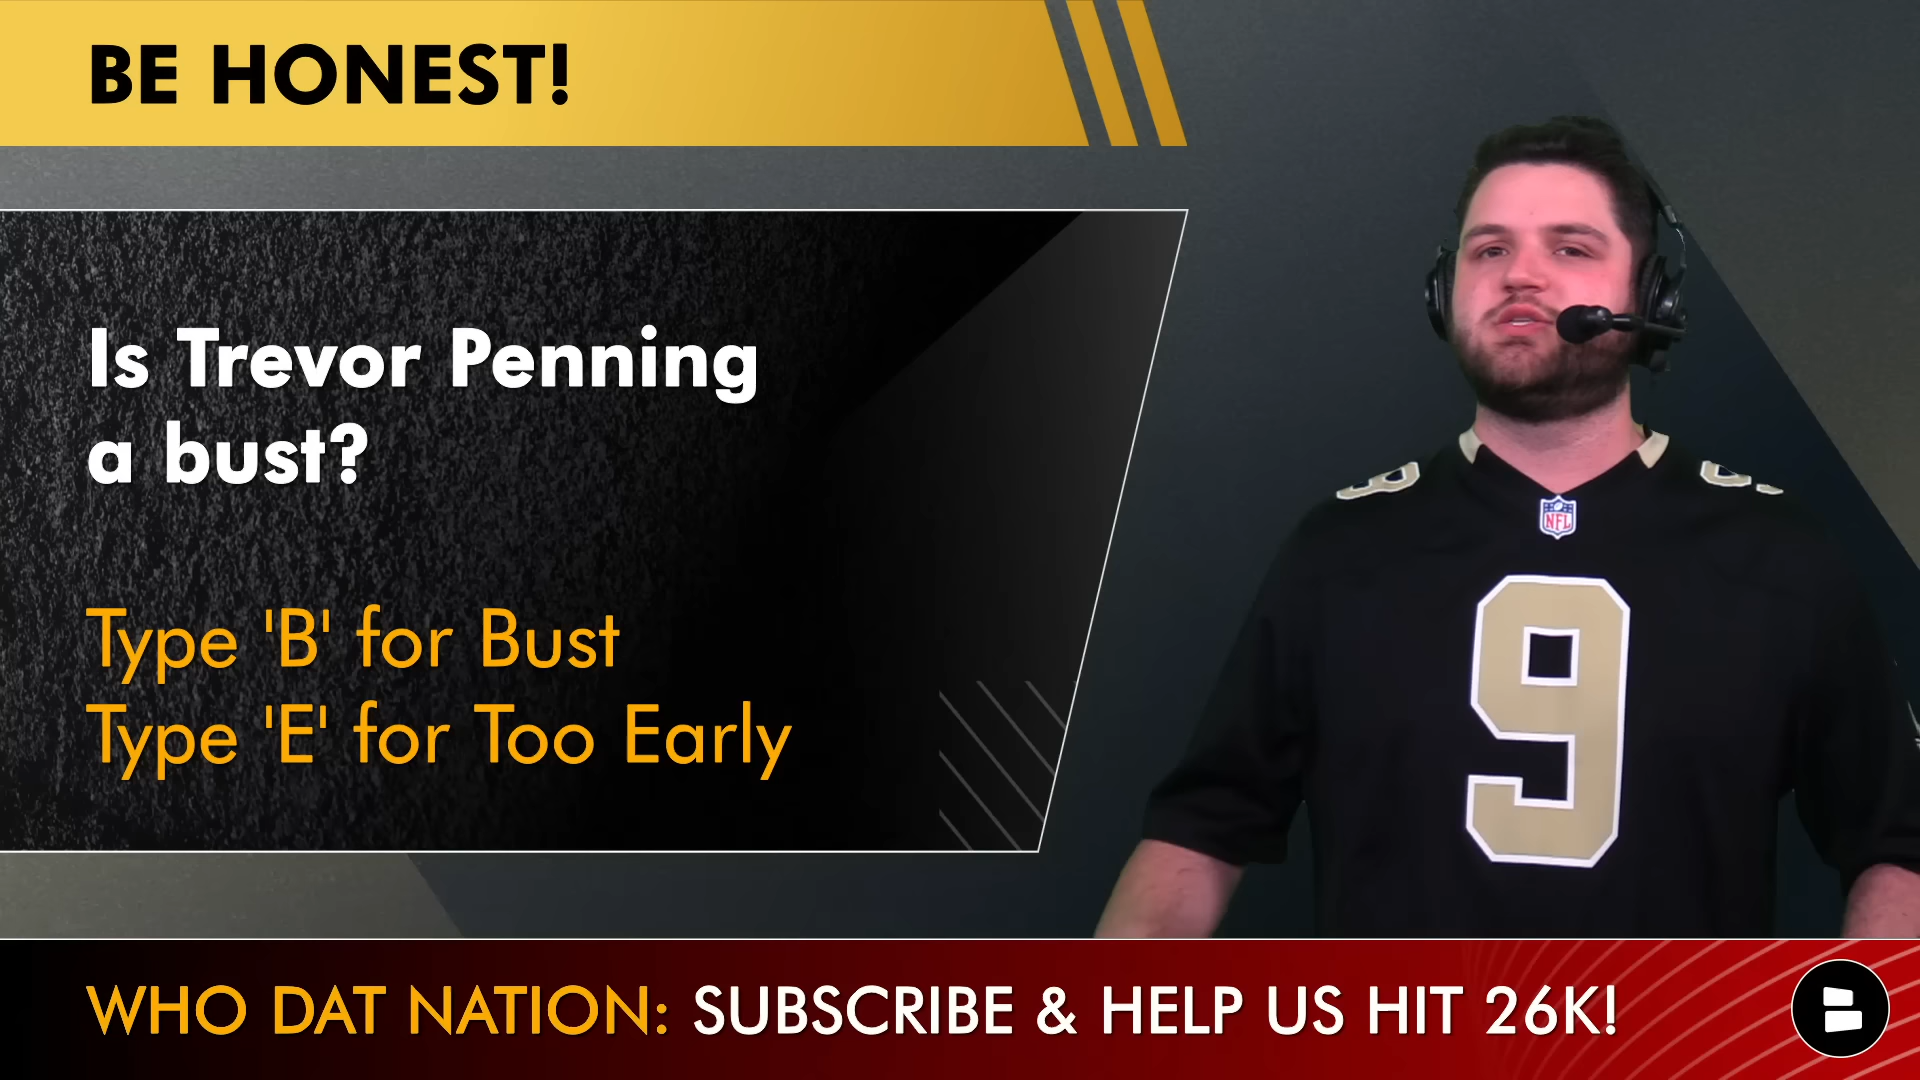 BE HONEST!
Is Trevor Penning
a bust?
Type 'B' for Bust
Type 'E' for Too Early
NFL
9
WHO DAT NATION: SUBSCRIBE & HELP US HIT 26K!